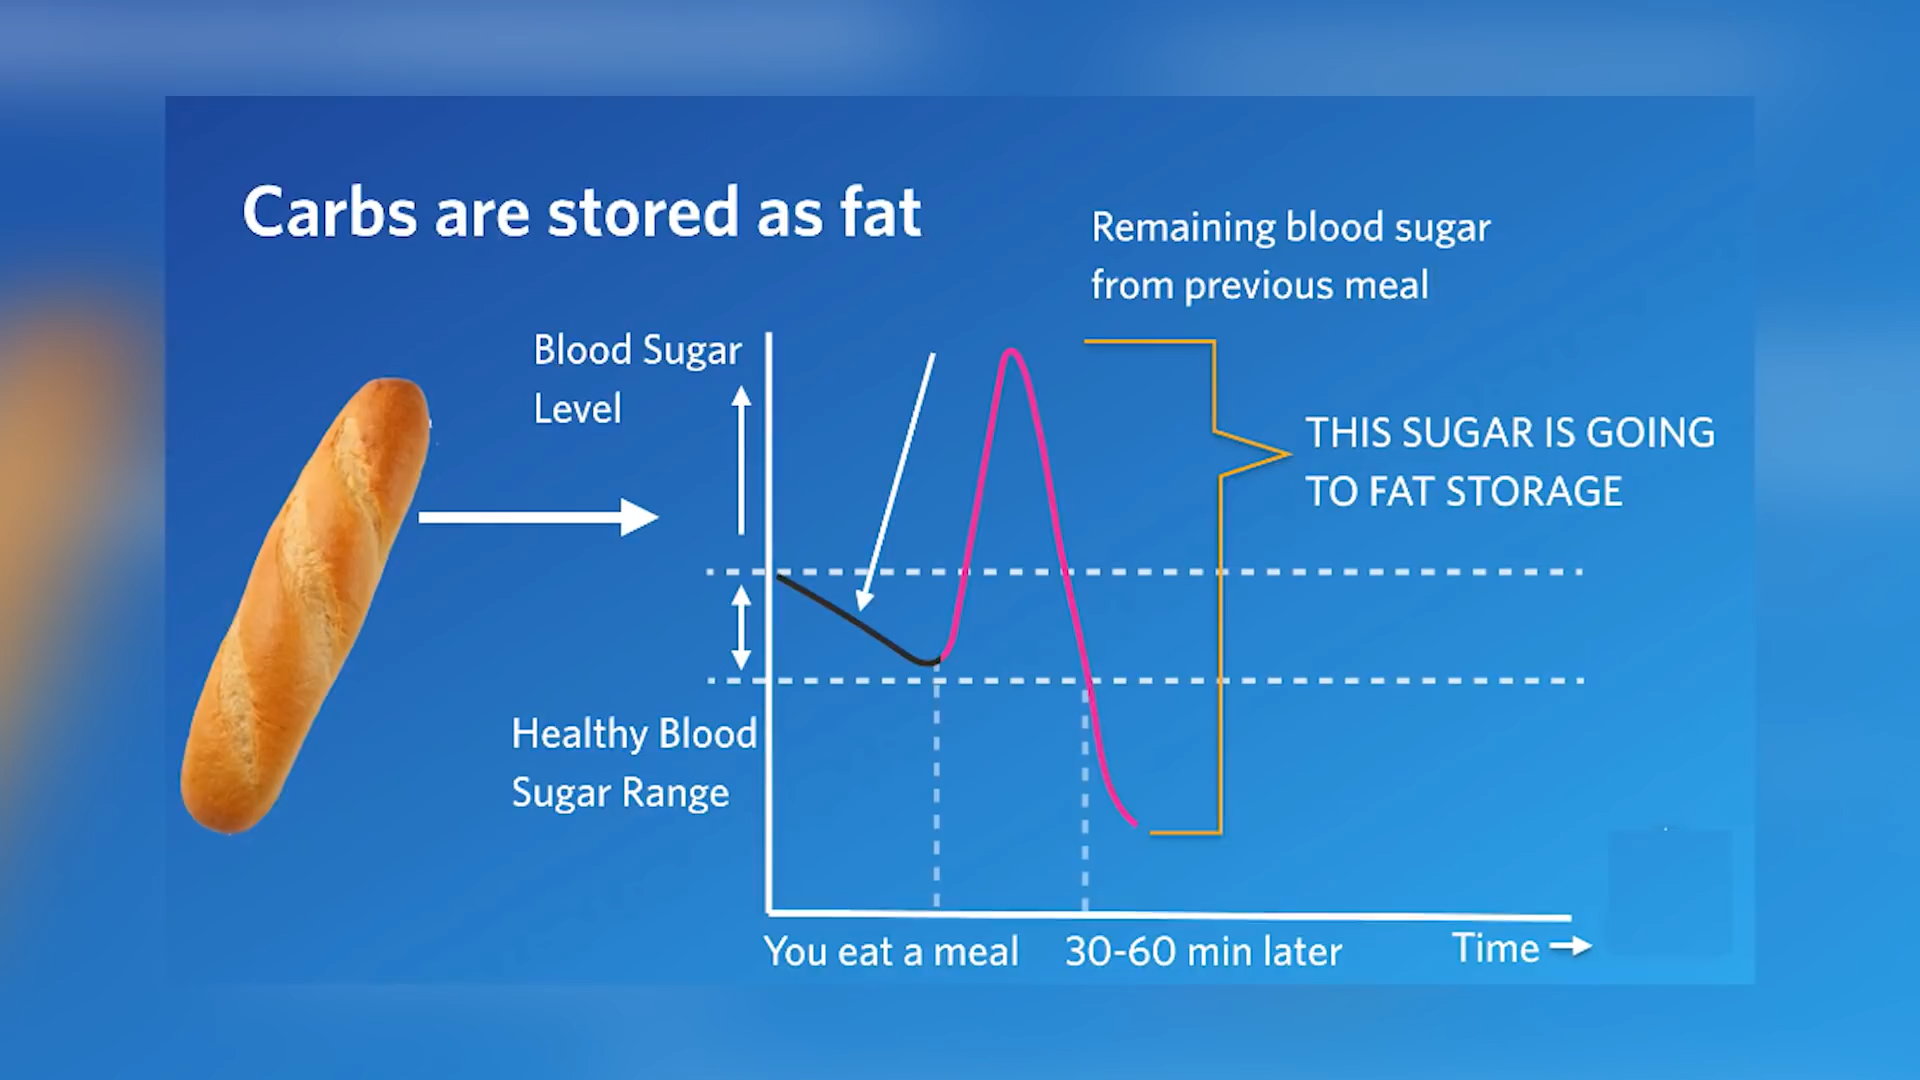 Carbs are stored as fat
Remaining blood sugar
from previous meal
Blood Sugar
Level
THIS SUGAR IS GOING
TO FAT STORAGE
Healthy Blood
Sugar Range
You eat a meal
30-60 min later
Time